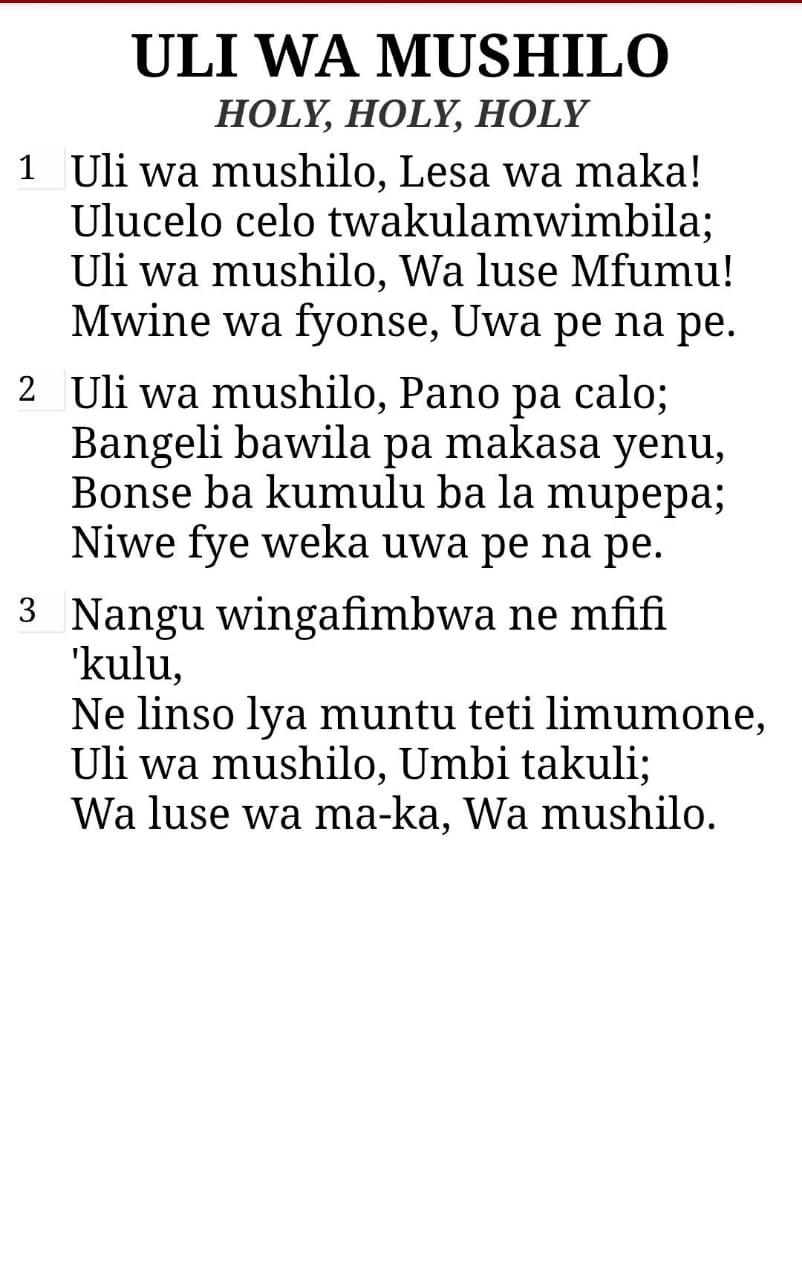 ULI WA MUSHILO
HOLY, HOLY, HOLY
1 Uli wa mushilo, Lesa wa maka!
Ulucelo celo twakulamwimbila;
Uli wa mushilo, Wa luse Mfumu!
Mwine wa fyonse, Uwa pe na pe.
2 Uli wa mushilo, Pano pa calo;
Bangeli bawila pa makasa yenu,
Bonse ba kumulu ba la mupepa;
Niwe fye weka uwa pe na pe.
3 Nangu wingafimbwa ne mfifi
'kulu,
Ne linso lya muntu teti limumone,
Uli wa mushilo, Umbi takuli;
Wa luse wa ma-ka, Wa mushilo.